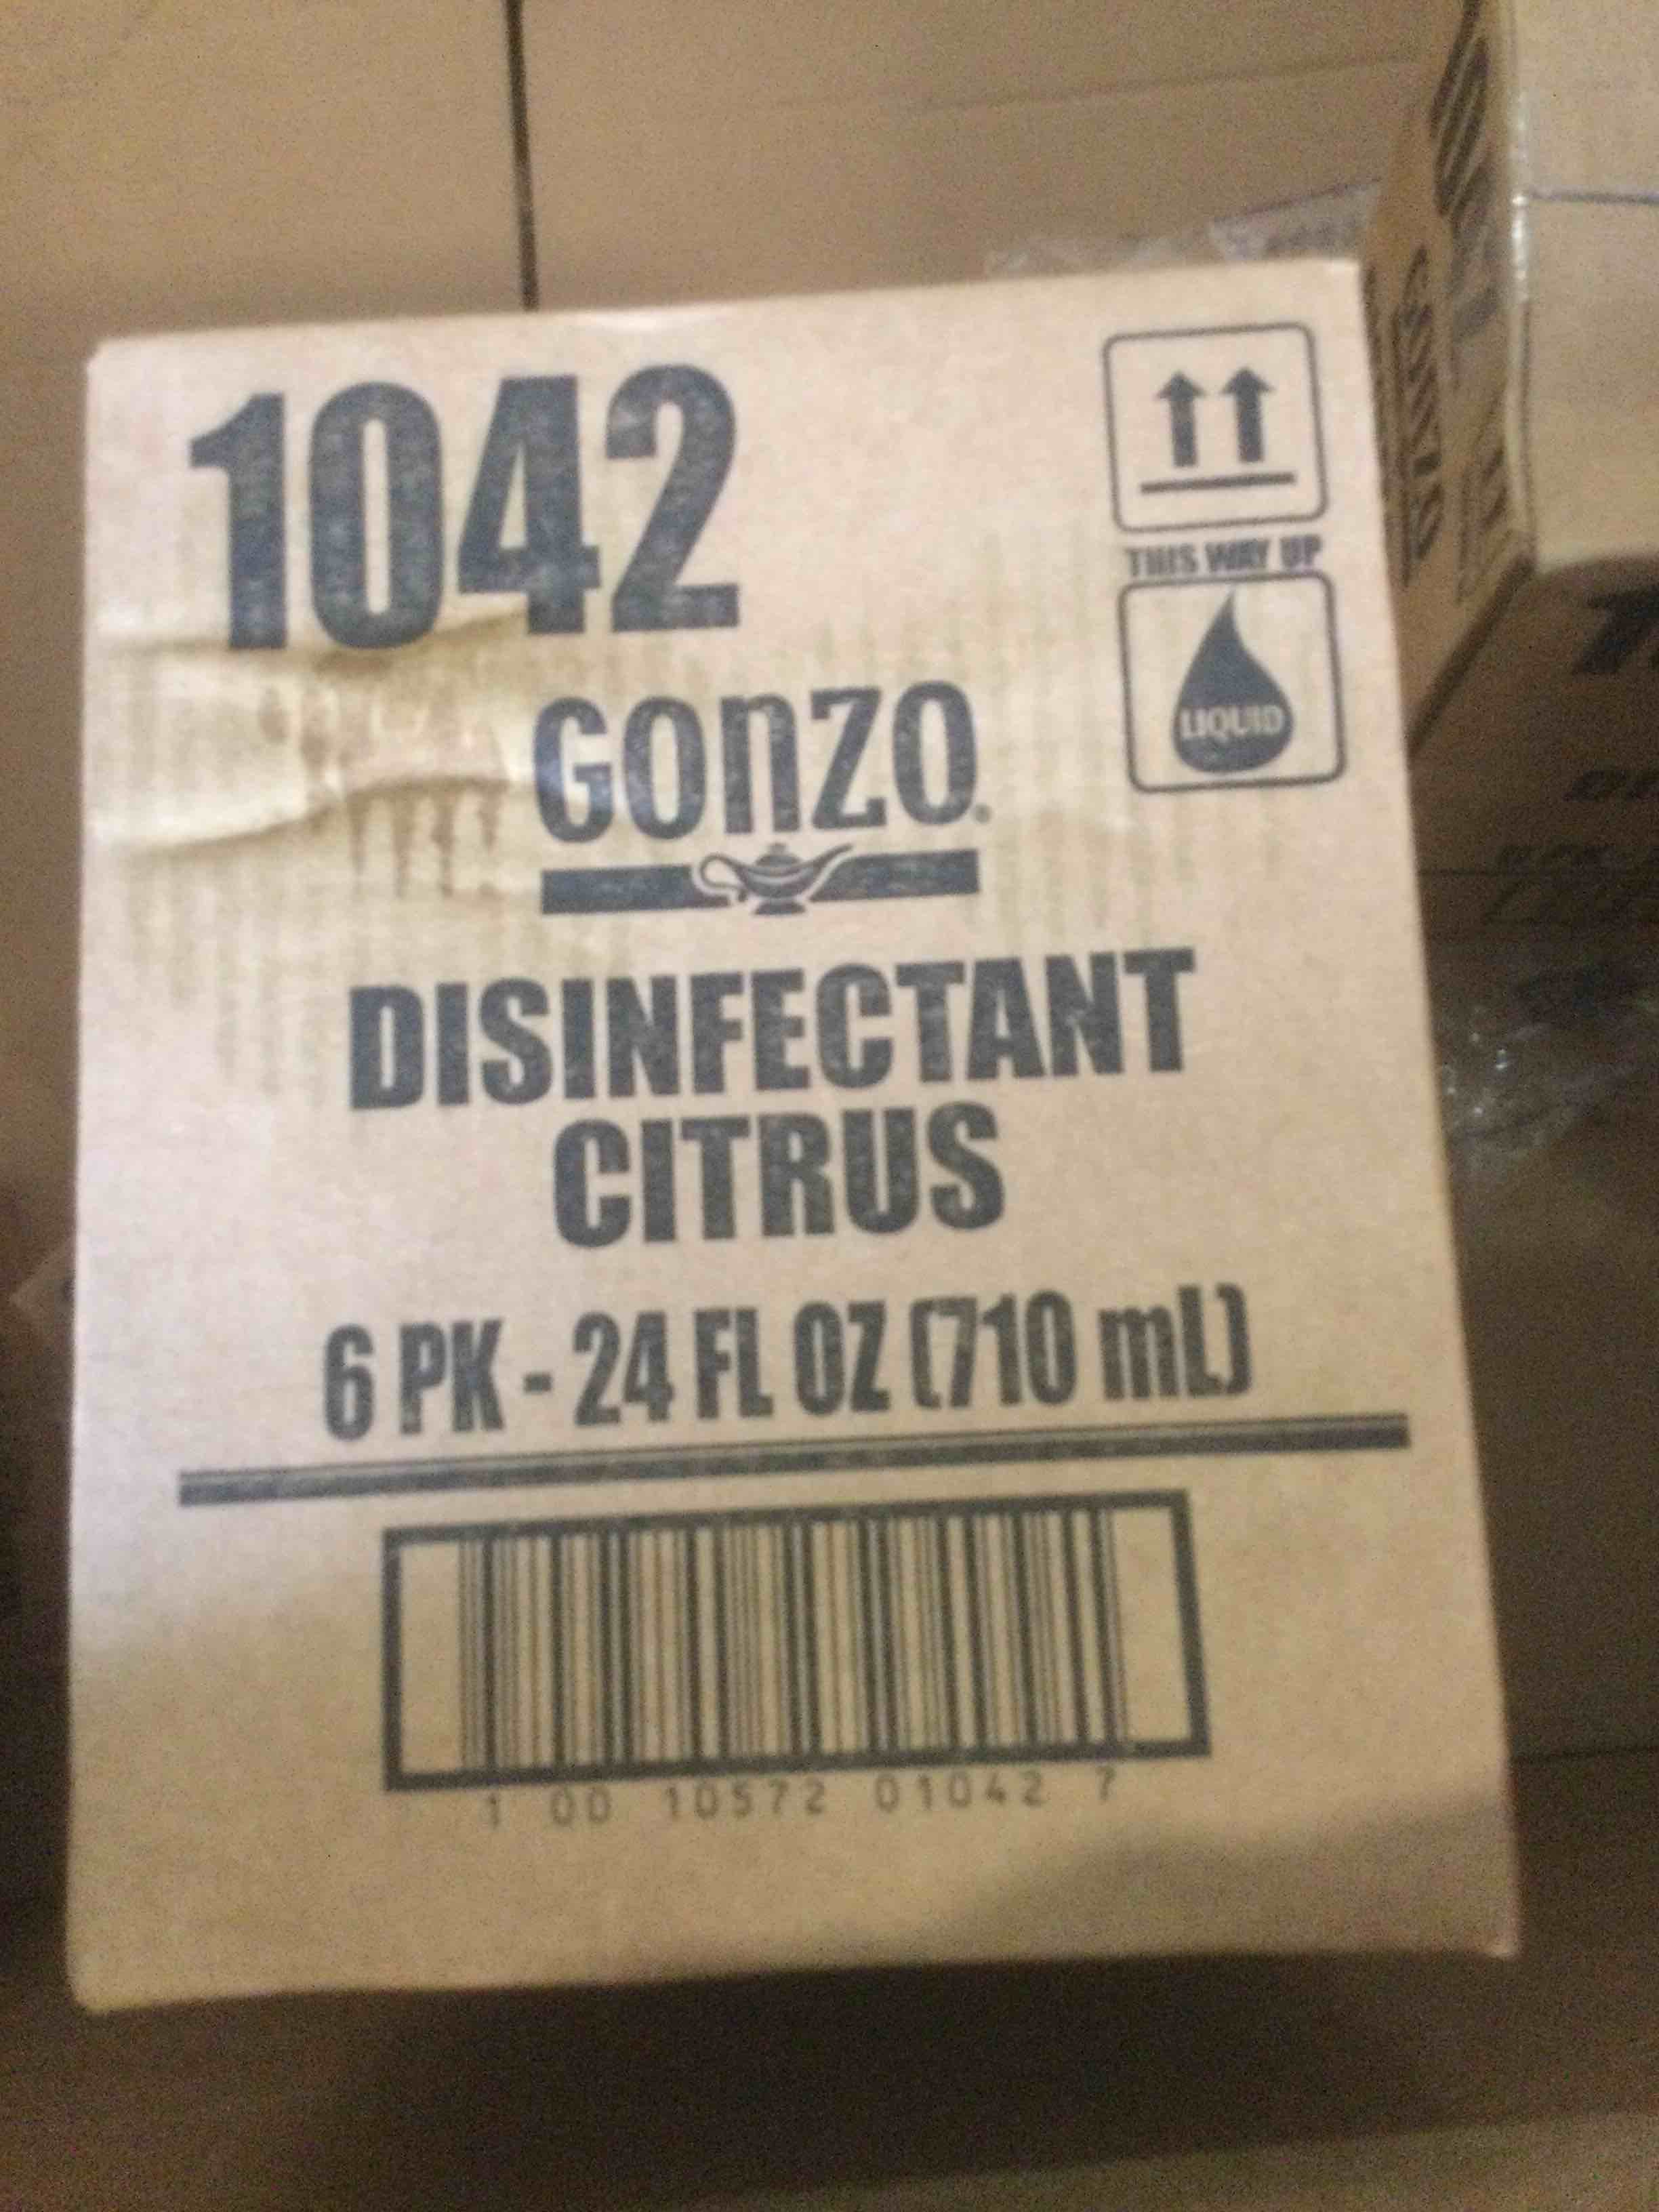 1042
THIS WAY UP
LIQUID
GONZO®
DISINFECTANT
CITRUS
6 PK - 24 FL OZ (710 mL)
1 00 10572 01042 7